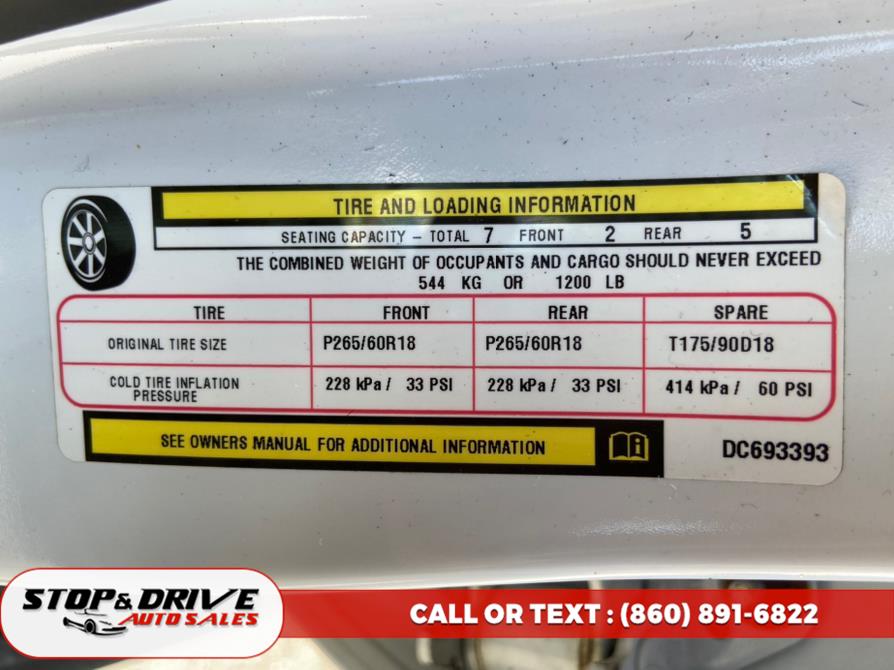 TIRE AND LOADING INFORMATION
SEATING CAPACITY – TOTAL 7 FRONT 2 REAR 5
THE COMBINED WEIGHT OF OCCUPANTS AND CARGO SHOULD NEVER EXCEED
544 KG OR 1200 LB
TIRE FRONT REAR SPARE
ORIGINAL TIRE SIZE P265/60R18 P265/60R18 T175/90D18
COLD TIRE INFLATION
PRESSURE 228 kPa / 33 PSI 228 kPa / 33 PSI 414 kPa / 60 PSI
SEE OWNERS MANUAL FOR ADDITIONAL INFORMATION DC693393
STOP & DRIVE
AUTO SALES
CALL OR TEXT : (860) 891-6822